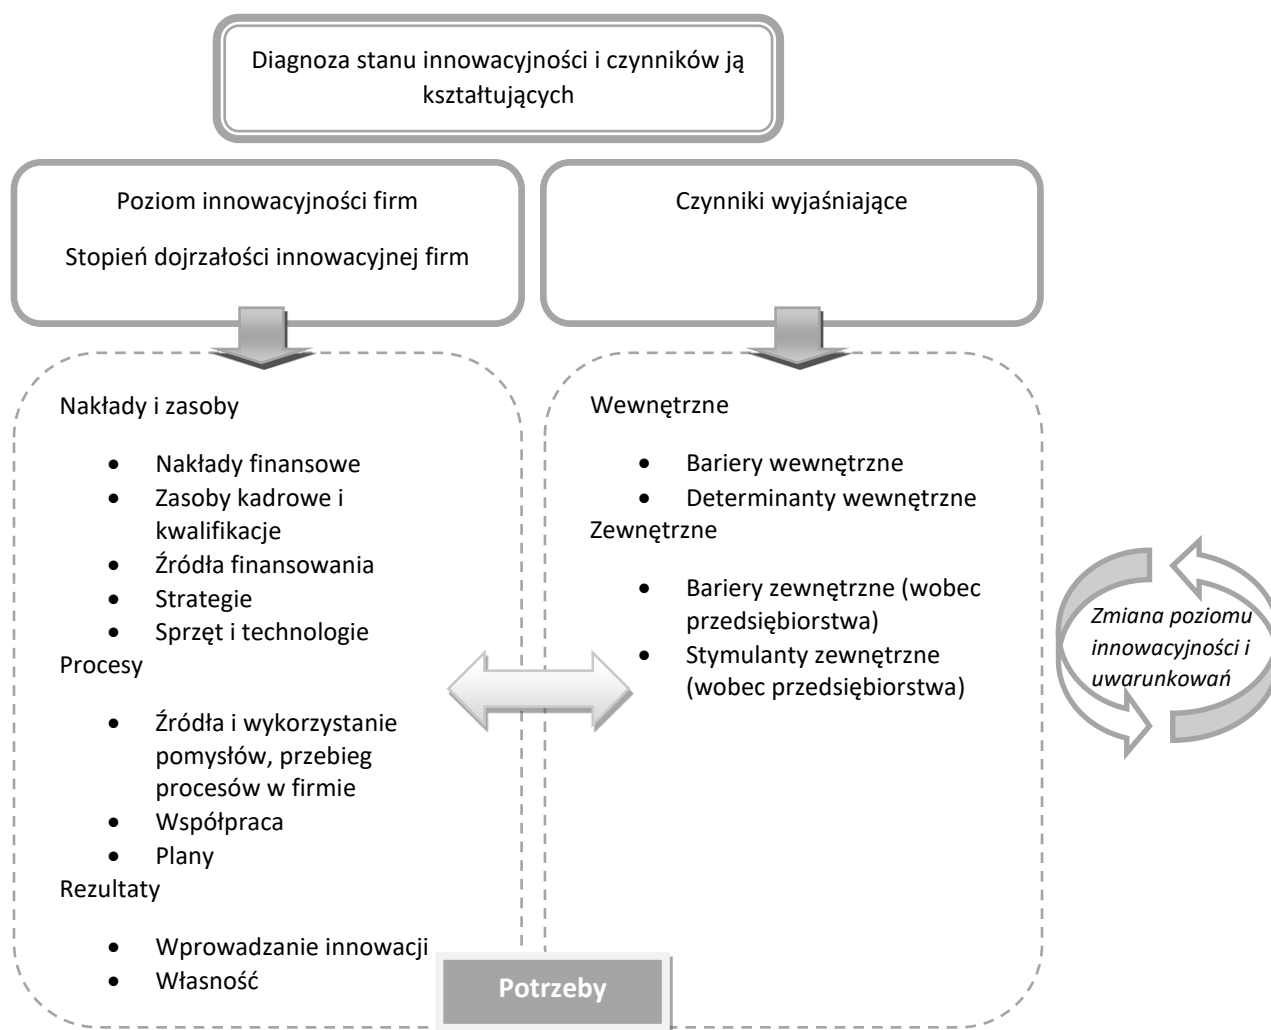 Diagnoza stanu innowacyjności i czynników ją
kształtujących
Poziom innowacyjności firm
Stopień dojrzałości innowacyjnej firm
Czynniki wyjaśniające
Nakłady i zasoby
• Nakłady finansowe
• Zasoby kadrowe i
kwalifikacje
• Źródła finansowania
• Strategie
• Sprzęt i technologie
Procesy
• Źródła i wykorzystanie
pomysłów, przebieg
procesów w firmie
• Współpraca
• Plany
Rezultaty
• Wprowadzanie innowacji
• Własność
Wewnętrzne
• Bariery wewnętrzne
• Determinanty wewnętrzne
Zewnętrzne
• Bariery zewnętrzne (wobec
przedsiębiorstwa)
• Stymulanty zewnętrzne
(wobec przedsiębiorstwa)
Zmiana poziomu
innowacyjności i
uwarunkowań
Potrzeby